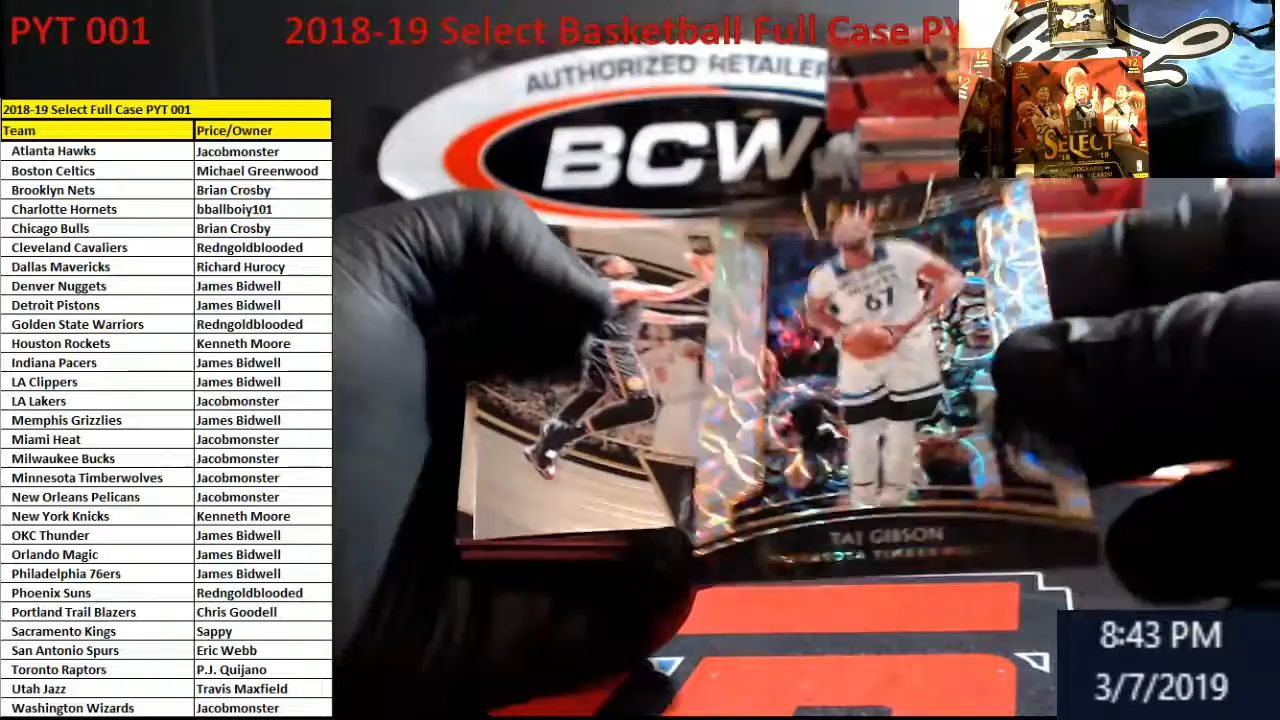 PYT 001
2018-19 Select Basketball Full Case PY
2018-19 Select Full Case PYT 001
Team Price/Owner
Atlanta Hawks Jacobmonster
Boston Celtics Michael Greenwood
Brooklyn Nets Brian Crosby
Charlotte Hornets bballboiy101
Chicago Bulls Brian Crosby
Cleveland Cavaliers Redngoldblooded
Dallas Mavericks Richard Hurocy
Denver Nuggets James Bidwell
Detroit Pistons James Bidwell
Golden State Warriors Redngoldblooded
Houston Rockets Kenneth Moore
Indiana Pacers James Bidwell
LA Clippers James Bidwell
LA Lakers Jacobmonster
Memphis Grizzlies James Bidwell
Miami Heat Jacobmonster
Milwaukee Bucks Jacobmonster
Minnesota Timberwolves Jacobmonster
New Orleans Pelicans Jacobmonster
New York Knicks Kenneth Moore
OKC Thunder James Bidwell
Orlando Magic James Bidwell
Philadelphia 76ers James Bidwell
Phoenix Suns Redngoldblooded
Portland Trail Blazers Chris Goodell
Sacramento Kings Sappy
San Antonio Spurs Eric Webb
Toronto Raptors P.J. Quijano
Utah Jazz Travis Maxfield
Washington Wizards Jacobmonster
AUTHORIZED RETAILER
BCW
12
12
SELECT
18 19
67
TAJ GIBSON
8:43 PM
3/7/2019